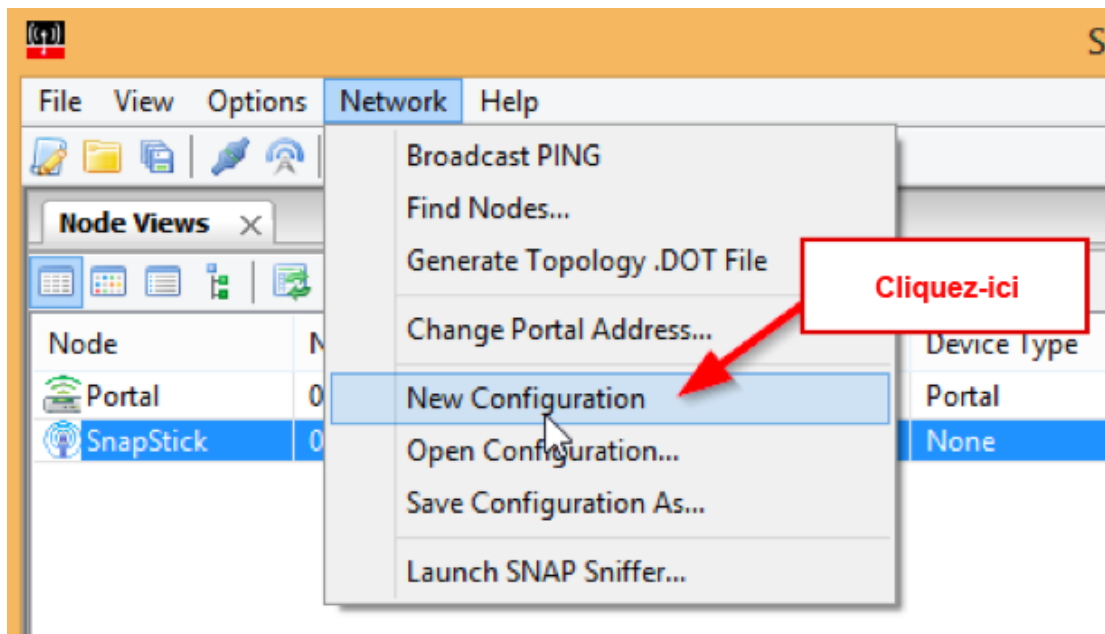 S
File View Options Network Help
Broadcast PING
Node Views
Find Nodes...
Generate Topology .DOT File
Cliquez-ici
Change Portal Address...
Node N Device Type
Portal 0 New Configuration Portal
SnapStick 0 Open Configuration... None
Save Configuration As...
Launch SNAP Sniffer...